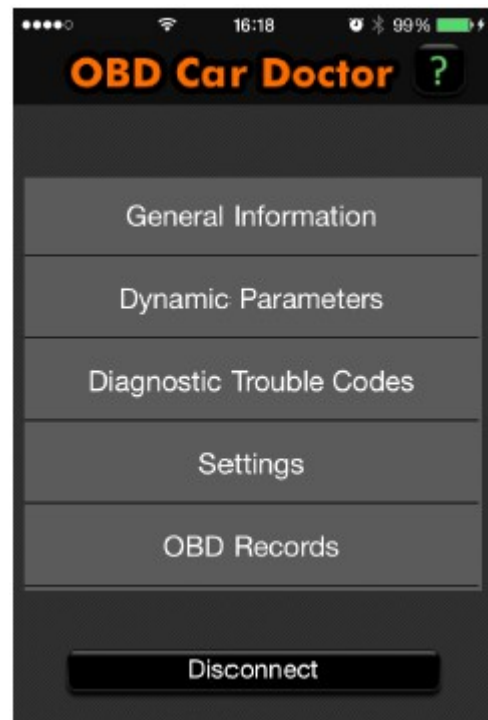 16:18 99%
OBD Car Doctor ?
General Information
Dynamic Parameters
Diagnostic Trouble Codes
Settings
OBD Records
Disconnect